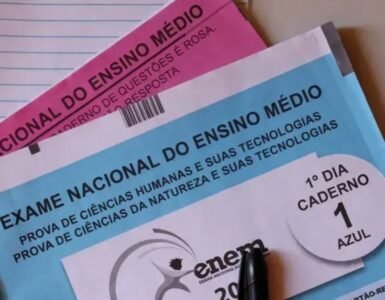 CIONAL DO ENSINO MÉDIO
CADERNO DE QUESTÕES É ROSA.
RESPOSTA
EXAME NACIONAL DO ENSINO MÉDIO
PROVA DE CIÊNCIAS HUMANAS E SUAS TECNOLOGIAS
PROVA DE CIÊNCIAS DA NATUREZA E SUAS TECNOLOGIAS
1º DIA
CADERNO
1
AZUL
enem
20